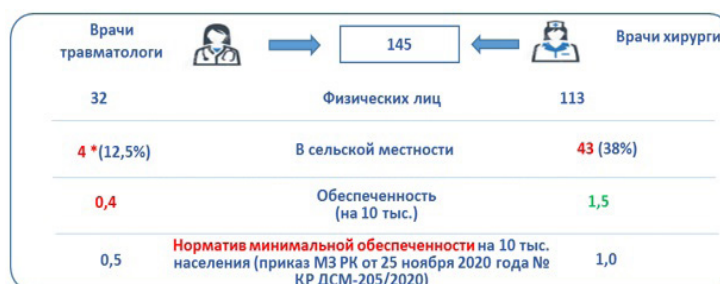 Врачи травматологи
145
Врачи хирурги
32 Физических лиц 113
4 *(12,5%) В сельской местности 43 (38%)
0,4 Обеспеченность (на 10 тыс.) 1,5
0,5 Норматив минимальной обеспеченности на 10 тыс. населения (приказ МЗ РК от 25 ноября 2020 года № КР ДСМ-205/2020) 1,0